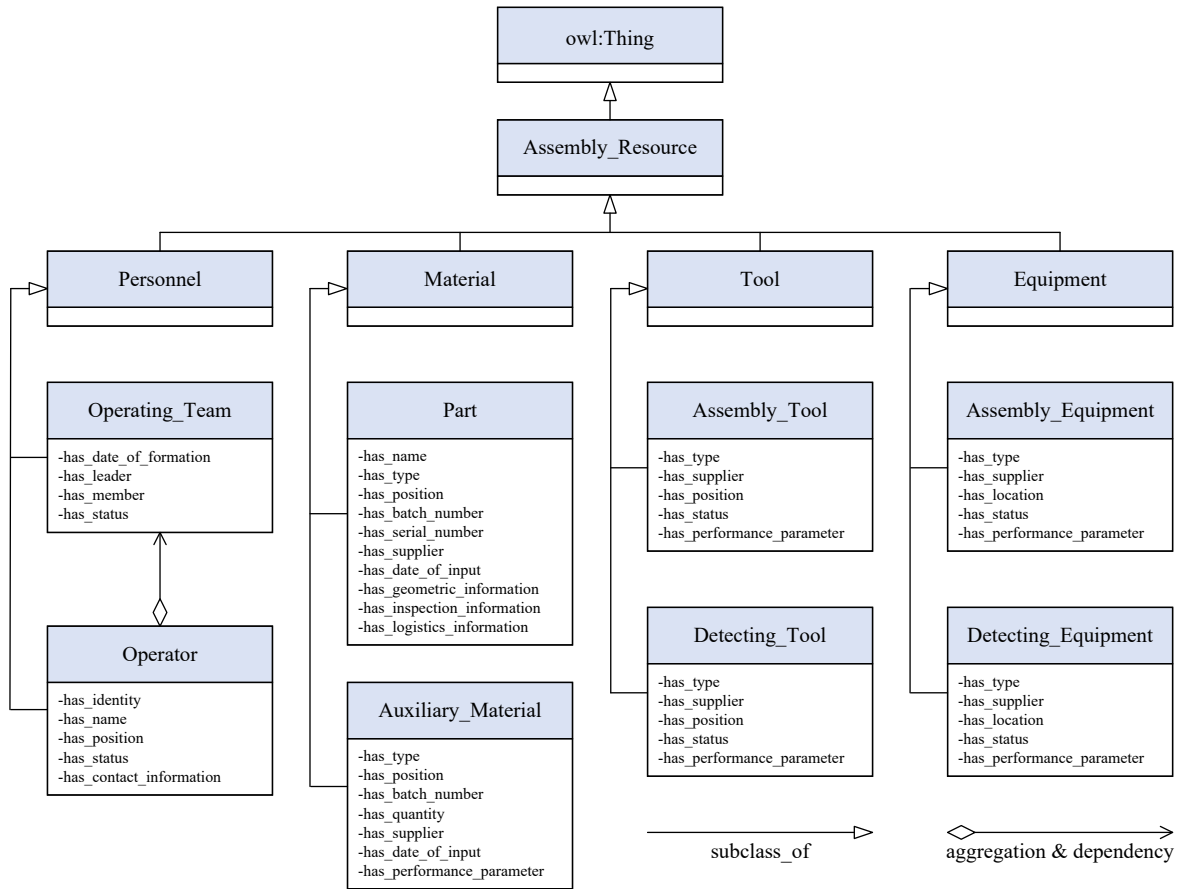 owl:Thing
Assembly_Resource
Personnel
Material
Tool
Equipment
Operating_Team
-has_date_of_formation
-has_leader
-has_member
-has_status
Operator
-has_identity
-has_name
-has_position
-has_status
-has_contact_information
Part
-has_name
-has_type
-has_position
-has_batch_number
-has_serial_number
-has_supplier
-has_date_of_input
-has_geometric_information
-has_inspection_information
-has_logistics_information
Auxiliary_Material
-has_type
-has_position
-has_batch_number
-has_quantity
-has_supplier
-has_date_of_input
-has_performance_parameter
Assembly_Tool
-has_type
-has_supplier
-has_position
-has_status
-has_performance_parameter
Detecting_Tool
-has_type
-has_supplier
-has_position
-has_status
-has_performance_parameter
Assembly_Equipment
-has_type
-has_supplier
-has_location
-has_status
-has_performance_parameter
Detecting_Equipment
-has_type
-has_supplier
-has_location
-has_status
-has_performance_parameter
subclass_of
aggregation & dependency